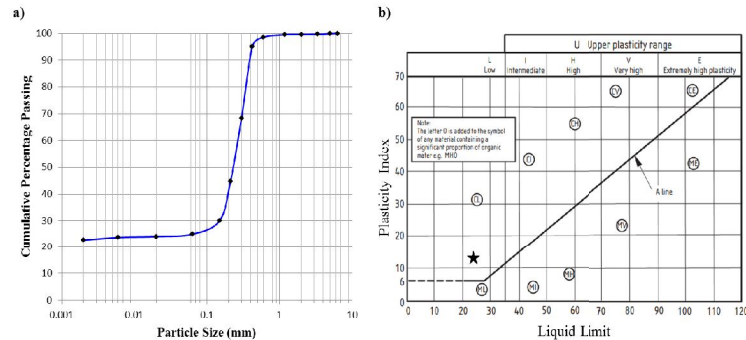 a)
100
90
80
70
60
50
40
30
20
10
0
0.001
0.01
0.1
1
10
Cumulative Percentage Passing
Particle Size (mm)
b)
U Upper plasticity range
L
Low
I
Intermediate
H
High
V
Very high
E
Extremely high plasticity
70
60
50
40
30
20
10
6
0
Note:
The letter O is added to the symbol
of any material containing a
significant proportion of organic
mater e.g. MHO
CL
CI
CH
CV
CE
ML
MI
MH
MV
ME
A line
0 10 20 30 40 50 60 70 80 90 100 110 120
Plasticity Index
Liquid Limit